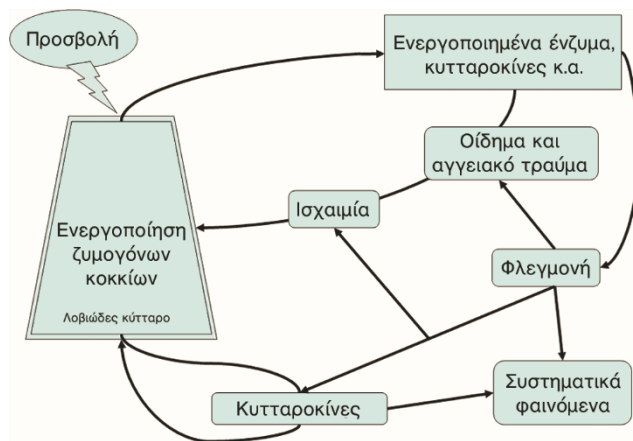 Προσβολή
Ενεργοποιημένα ένζυμα,
κυτταροκίνες κ.α.
Οίδημα και
αγγειακό τραύμα
Ισχαιμία
Ενεργοποίηση
ζυμογόνων
κοκκίων
Λοβιώδες κύτταρο
Φλεγμονή
Κυτταροκίνες
Συστηματικά
φαινόμενα